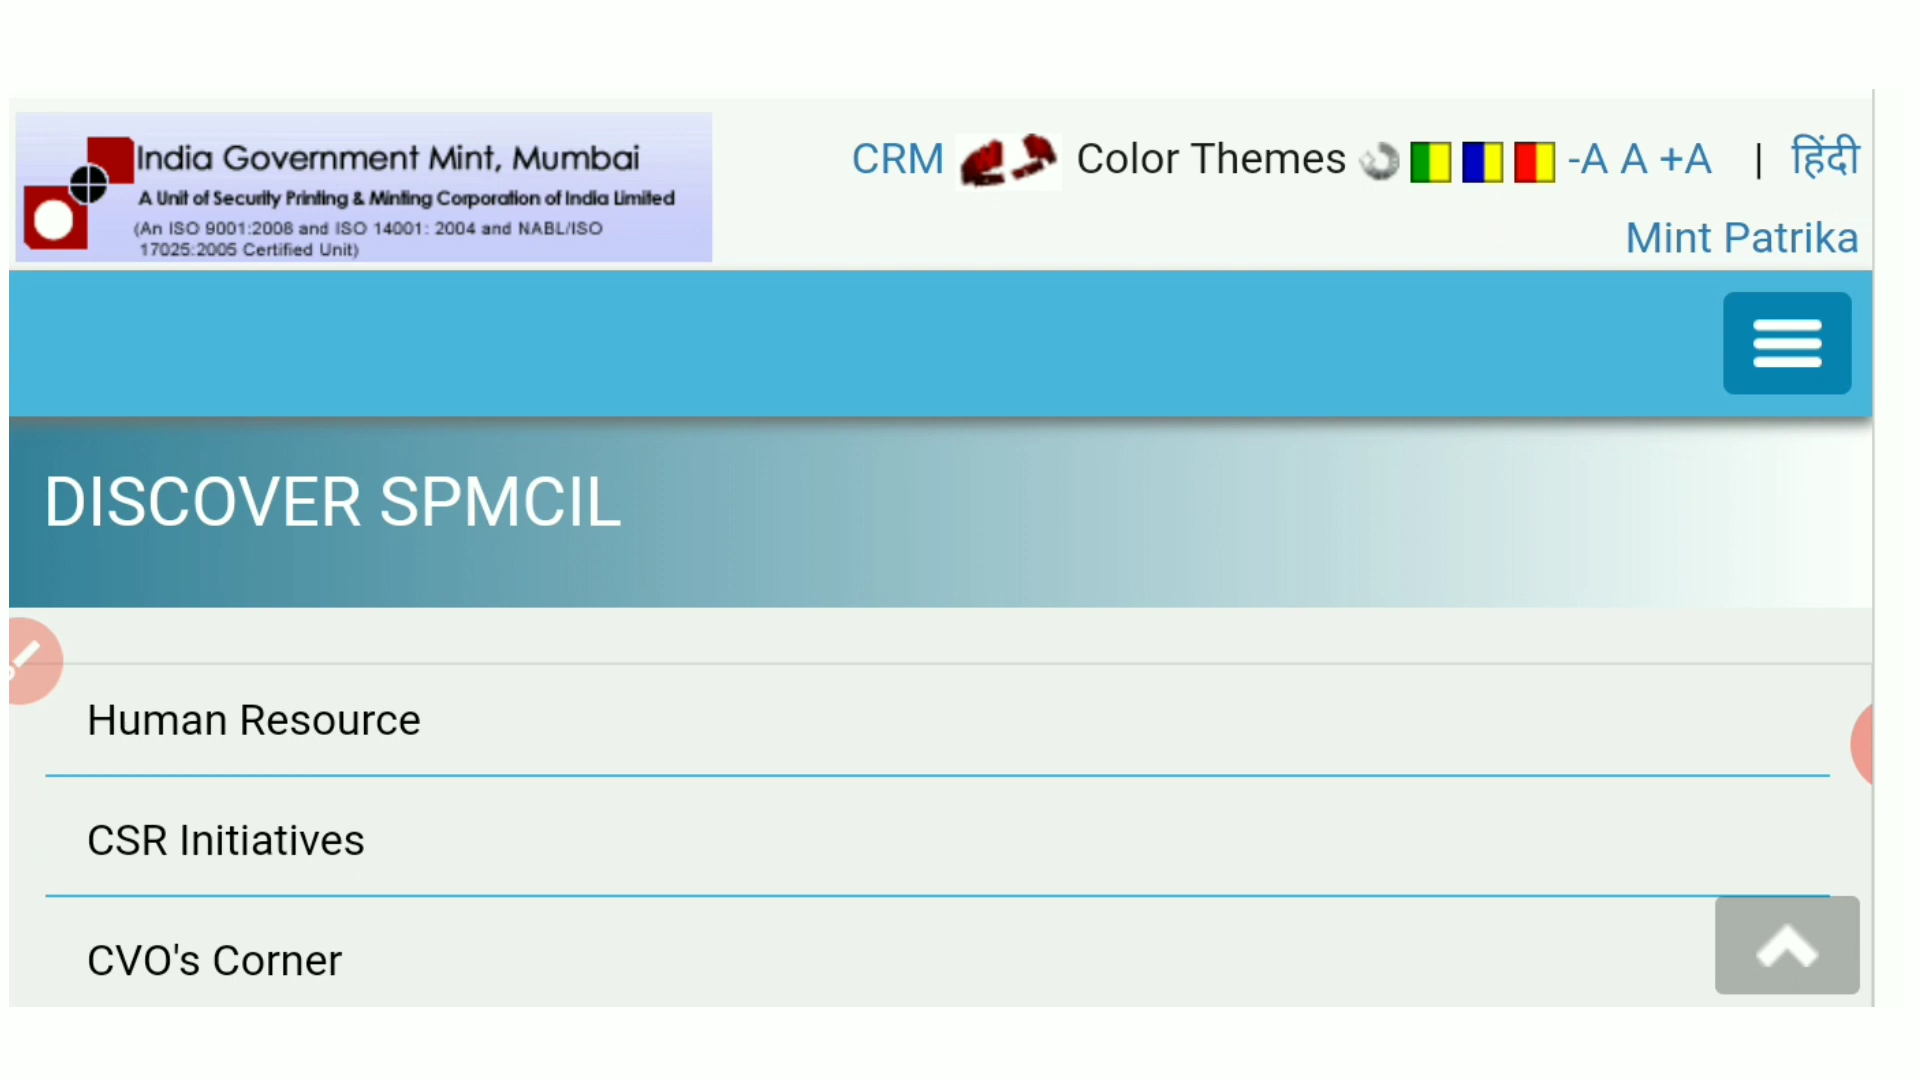 India Government Mint, Mumbai
A Unit of Security Printing & Minting Corporation of India Limited
(An ISO 9001:2008 and ISO 14001: 2004 and NABL/ISO
17025:2005 Certified Unit)
CRM Color Themes -A A +A | हिंदी
Mint Patrika
DISCOVER SPMCIL
Human Resource
CSR Initiatives
CVO's Corner